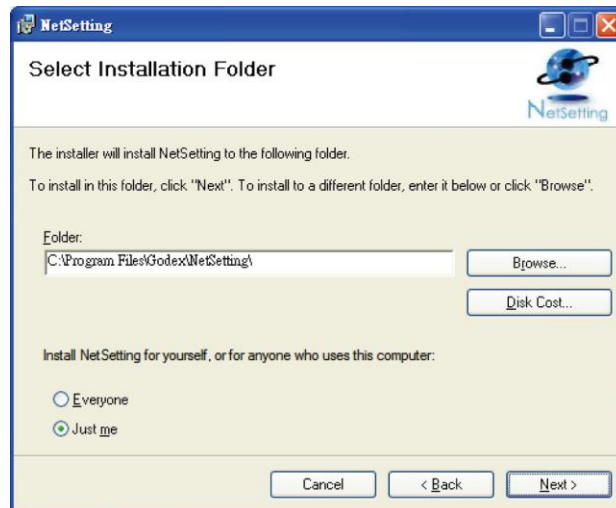 NetSetting
Select Installation Folder
NetSetting
The installer will install NetSetting to the following folder.
To install in this folder, click "Next". To install to a different folder, enter it below or click "Browse".
Folder:
C:\Program Files\Godex\NetSetting\
Browse...
Disk Cost...
Install NetSetting for yourself, or for anyone who uses this computer:
Everyone
Just me
Cancel
< Back
Next >